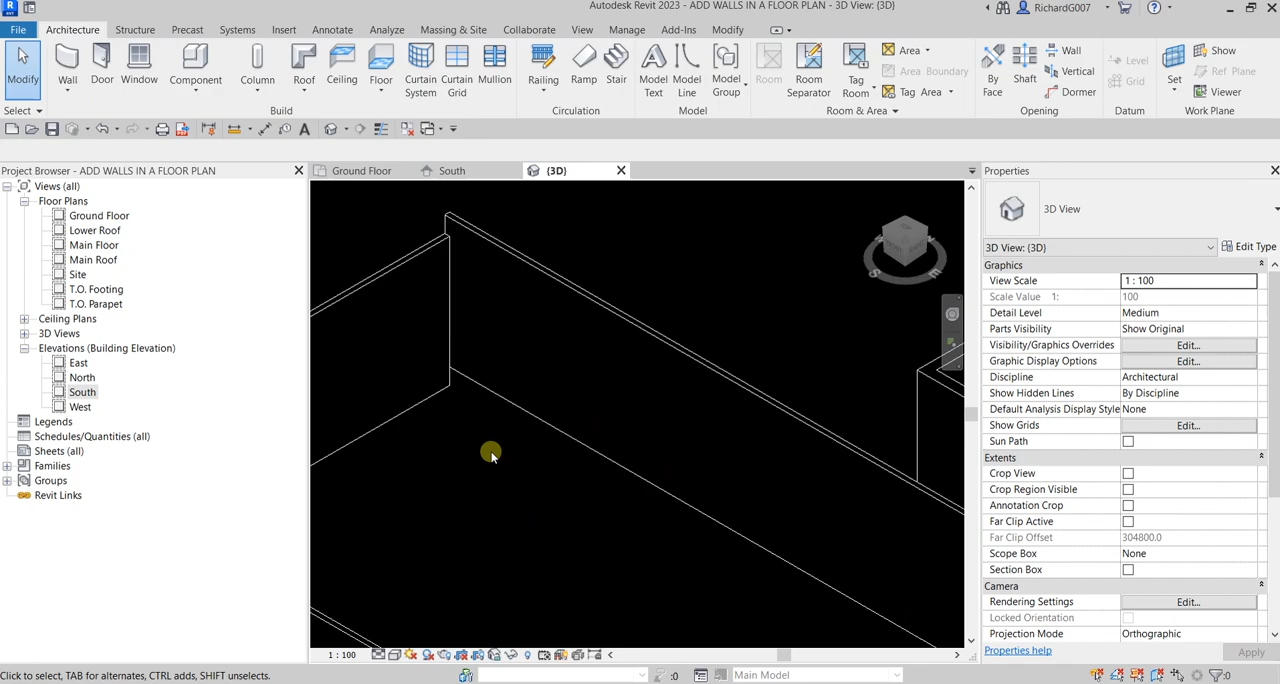 Autodesk Revit 2023 - ADD WALLS IN A FLOOR PLAN - 3D View: {3D}
RichardG007
File Architecture Structure Precast Systems Insert Annotate Analyze Massing & Site Collaborate View Manage Add-Ins Modify
Modify
Wall
Door
Window
Component
Column
Roof
Ceiling
Floor
Curtain System
Curtain Grid
Mullion
Railing
Ramp
Stair
Model Text
Model Line
Model Group
Room
Room Separator
Tag Room
Area
Area Boundary
Tag Area
By Face
Shaft
Wall
Vertical
Dormer
Level
Grid
Set
Show
Ref Plane
Viewer
Select
Build
Circulation
Model
Room & Area
Opening
Datum
Work Plane
Project Browser - ADD WALLS IN A FLOOR PLAN
Views (all)
Floor Plans
Ground Floor
Lower Roof
Main Floor
Main Roof
Site
T.O. Footing
T.O. Parapet
Ceiling Plans
3D Views
Elevations (Building Elevation)
East
North
South
West
Legends
Schedules/Quantities (all)
Sheets (all)
Families
Groups
Revit Links
Ground Floor
South
{3D}
S
E
1 : 100
Properties
3D View
3D View: {3D}
Edit Type
Graphics
View Scale 1 : 100
Scale Value 1: 100
Detail Level Medium
Parts Visibility Show Original
Visibility/Graphics Overrides Edit...
Graphic Display Options Edit...
Discipline Architectural
Show Hidden Lines By Discipline
Default Analysis Display Style None
Show Grids Edit...
Sun Path
Extents
Crop View
Crop Region Visible
Annotation Crop
Far Clip Active
Far Clip Offset 304800.0
Scope Box None
Section Box
Camera
Rendering Settings Edit...
Locked Orientation
Projection Mode Orthographic
Properties help
Apply
Click to select, TAB for alternates, CTRL adds, SHIFT unselects.
:0
Main Model
:0